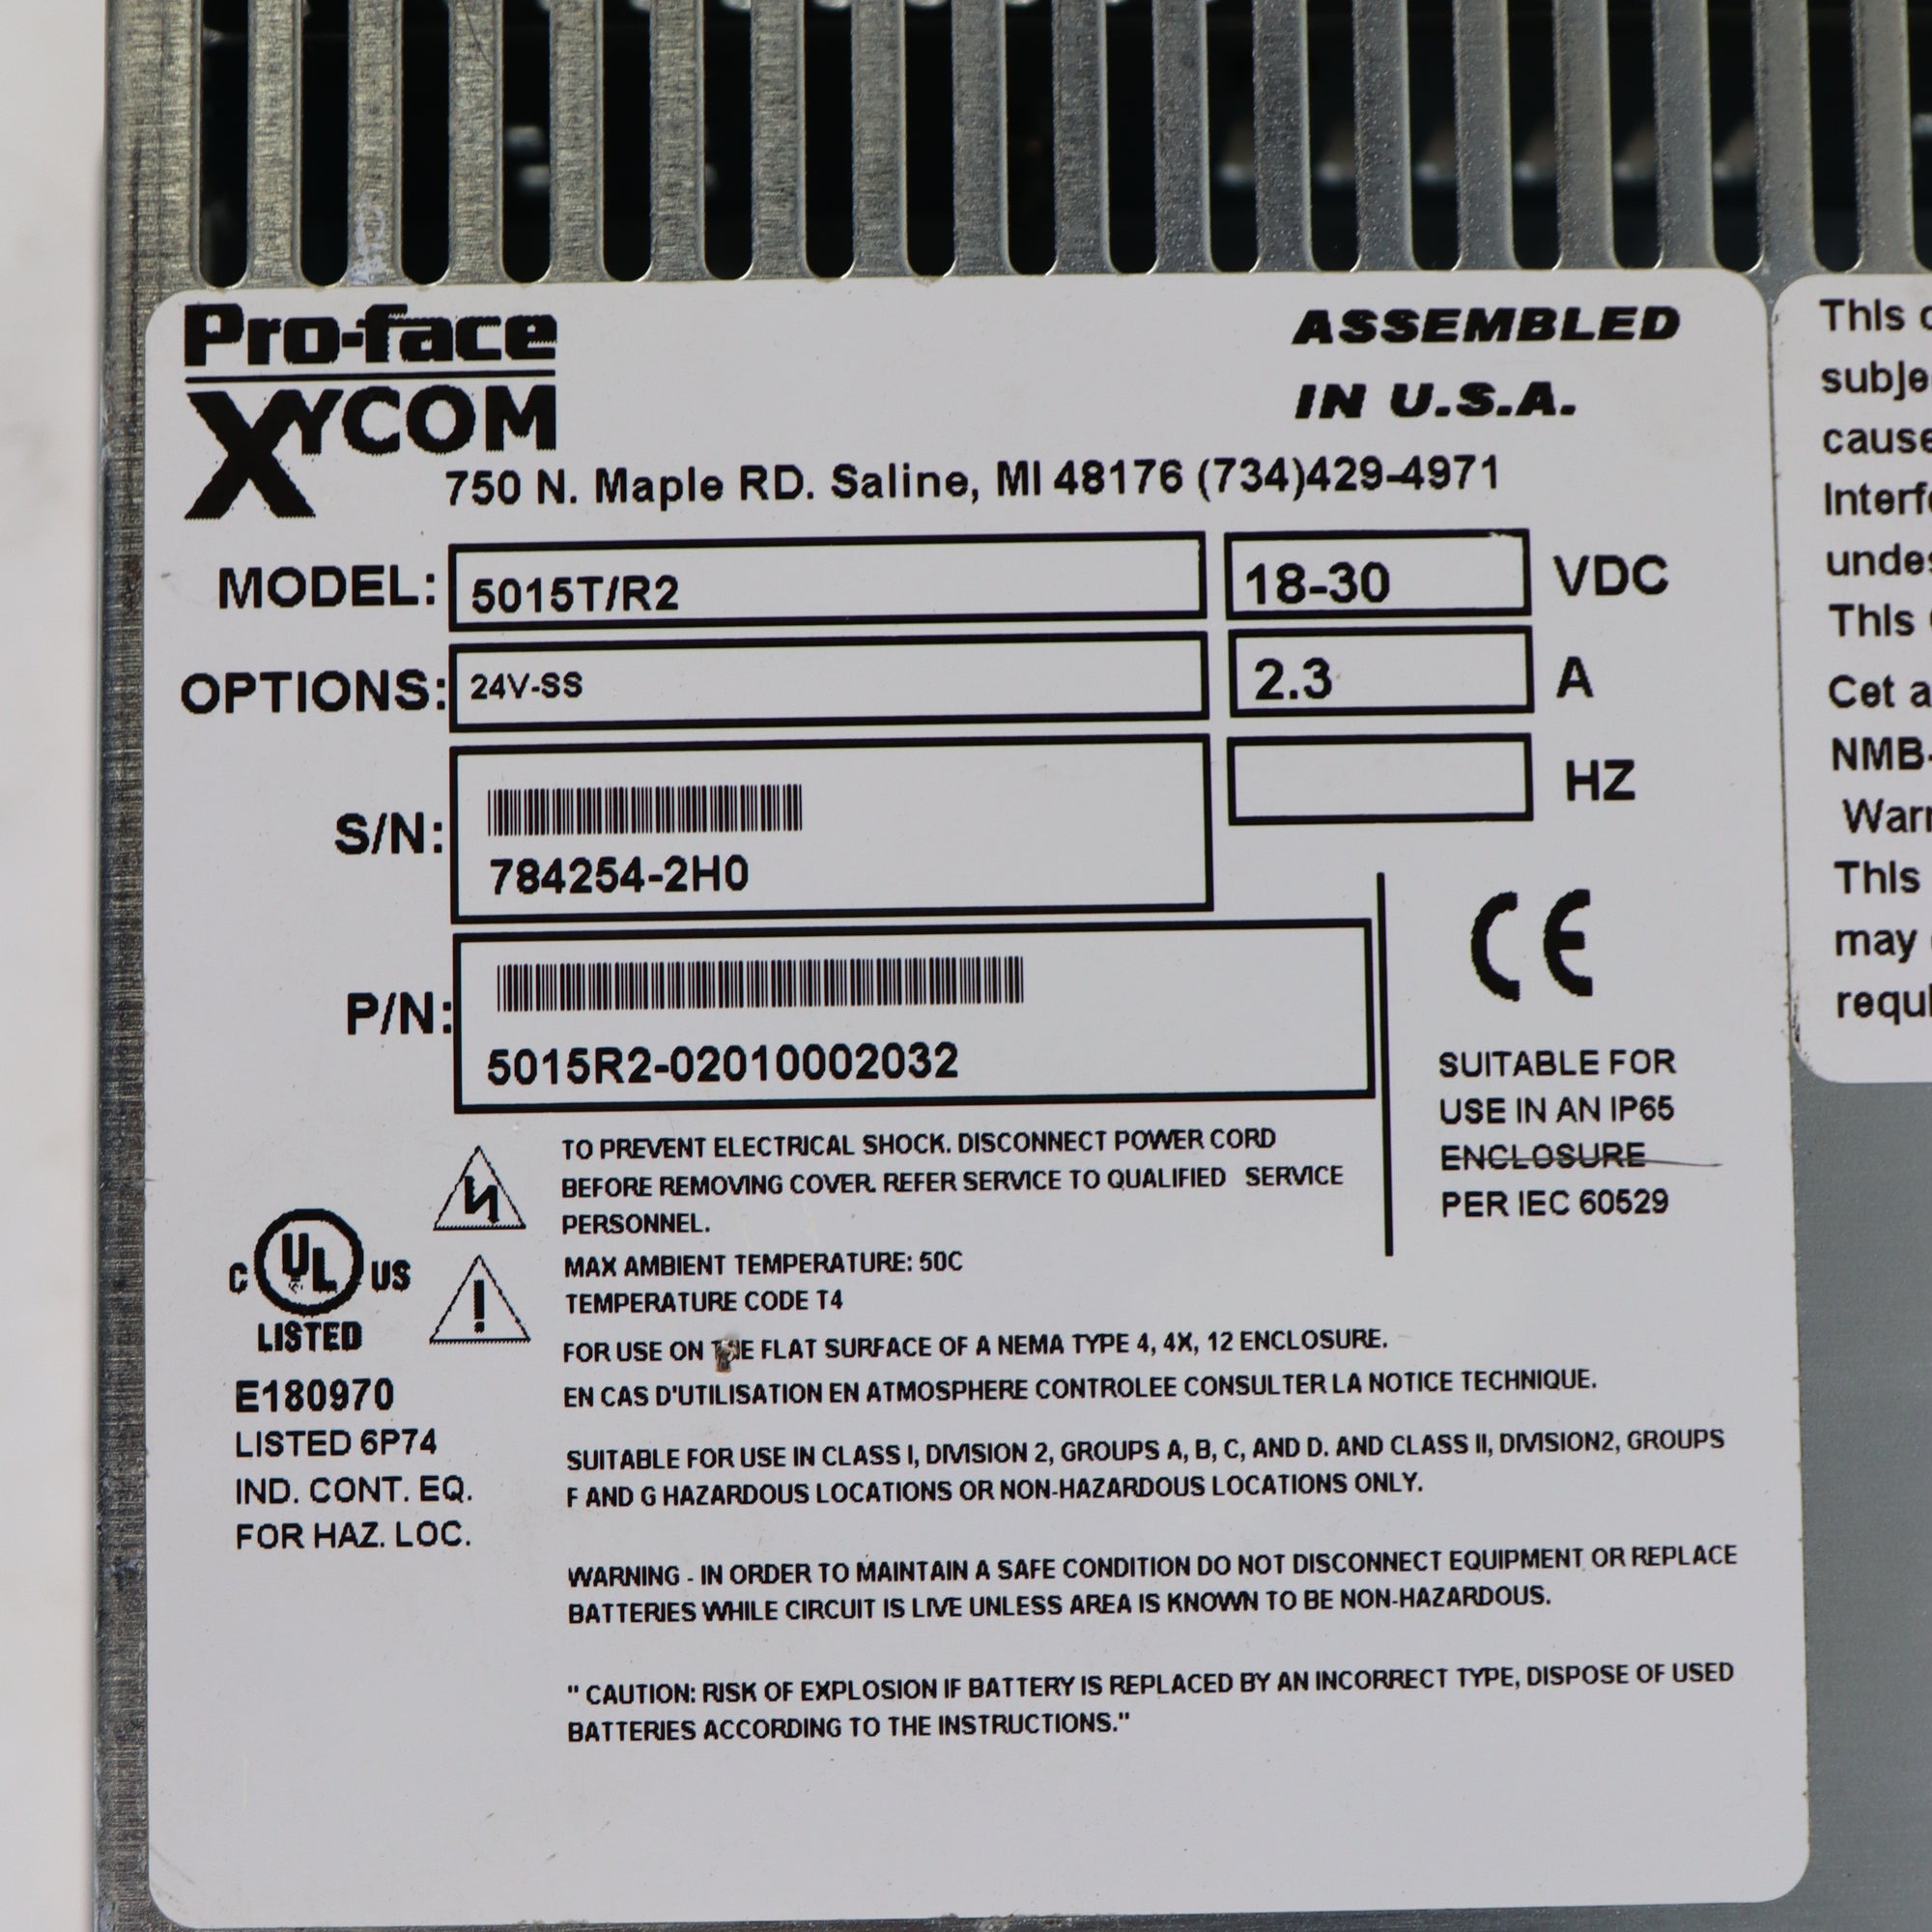 Pro-face
XYCOM
ASSEMBLED
IN U.S.A.
750 N. Maple RD. Saline, MI 48176 (734)429-4971
MODEL: 5015T/R2 18-30 VDC
OPTIONS: 24V-SS 2.3 A
HZ
S/N:
784254-2H0
P/N:
5015R2-02010002032
CE
SUITABLE FOR
USE IN AN IP65
ENCLOSURE
PER IEC 60529
TO PREVENT ELECTRICAL SHOCK. DISCONNECT POWER CORD
BEFORE REMOVING COVER. REFER SERVICE TO QUALIFIED SERVICE
PERSONNEL.
MAX AMBIENT TEMPERATURE: 50C
TEMPERATURE CODE T4
FOR USE ON THE FLAT SURFACE OF A NEMA TYPE 4, 4X, 12 ENCLOSURE.
EN CAS D'UTILISATION EN ATMOSPHERE CONTROLEE CONSULTER LA NOTICE TECHNIQUE.
C UL US
LISTED
E180970
LISTED 6P74
IND. CONT. EQ.
FOR HAZ. LOC.
SUITABLE FOR USE IN CLASS I, DIVISION 2, GROUPS A, B, C, AND D. AND CLASS II, DIVISION2, GROUPS
F AND G HAZARDOUS LOCATIONS OR NON-HAZARDOUS LOCATIONS ONLY.
WARNING - IN ORDER TO MAINTAIN A SAFE CONDITION DO NOT DISCONNECT EQUIPMENT OR REPLACE
BATTERIES WHILE CIRCUIT IS LIVE UNLESS AREA IS KNOWN TO BE NON-HAZARDOUS.
" CAUTION: RISK OF EXPLOSION IF BATTERY IS REPLACED BY AN INCORRECT TYPE, DISPOSE OF USED
BATTERIES ACCORDING TO THE INSTRUCTIONS."
This
cause
This
Cet
NMB-
This
may